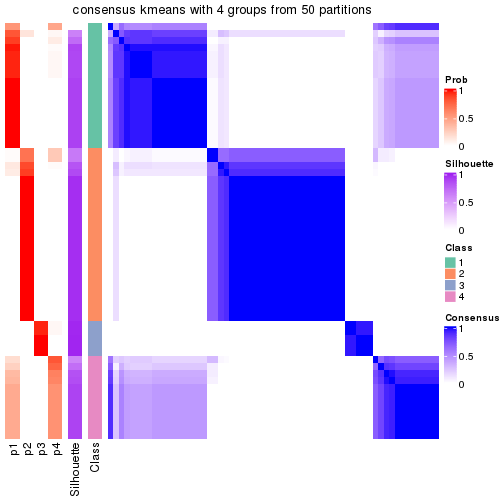 consensus kmeans with 4 groups from 50 partitions
Prob
1
0.5
0
Silhouette
1
0.5
0
Class
1
2
3
4
Consensus
1
0.5
0
p1
p2
p3
p4
Silhouette
Class